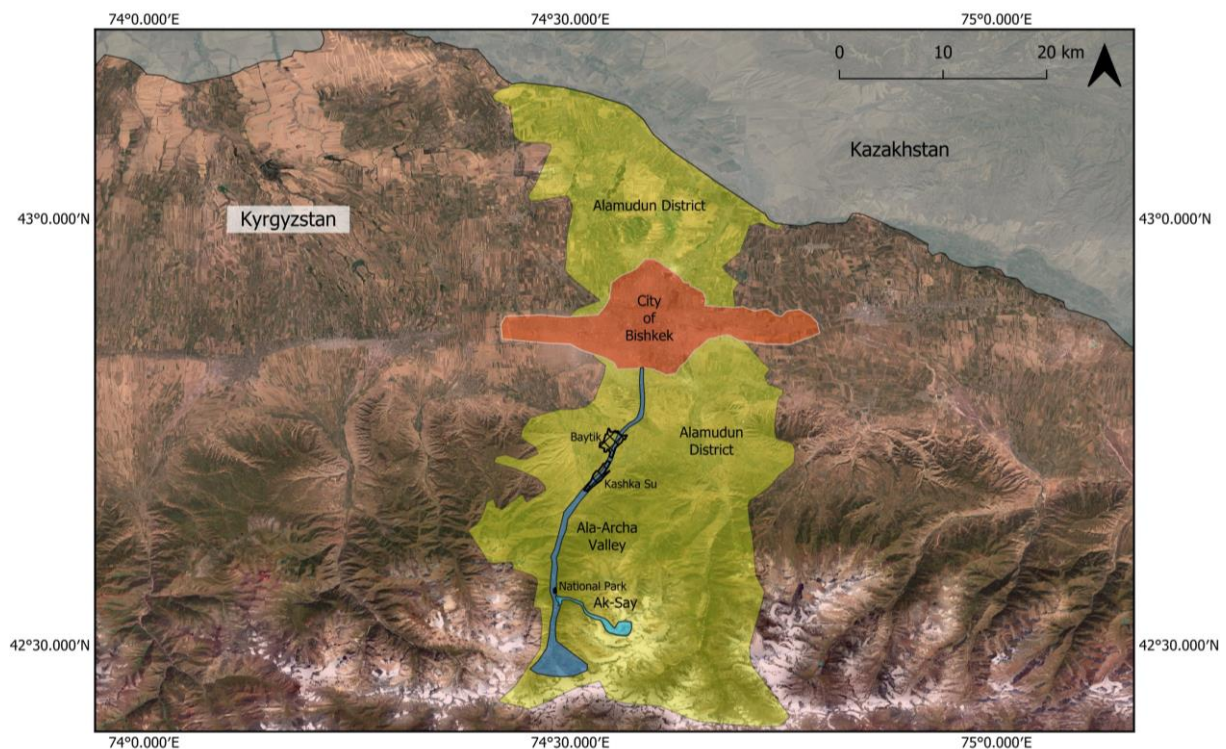 74°0.000′E 74°30.000′E 75°0.000′E
0 10 20 km
Kazakhstan
Alamudun District
43°0.000′N Kyrgyzstan 43°0.000′N
City
of
Bishkek
Baytik
Alamudun
District
Kashka Su
Ala-Archa
Valley
National Park
Ak-Say
42°30.000′N 42°30.000′N
74°0.000′E 74°30.000′E 75°0.000′E